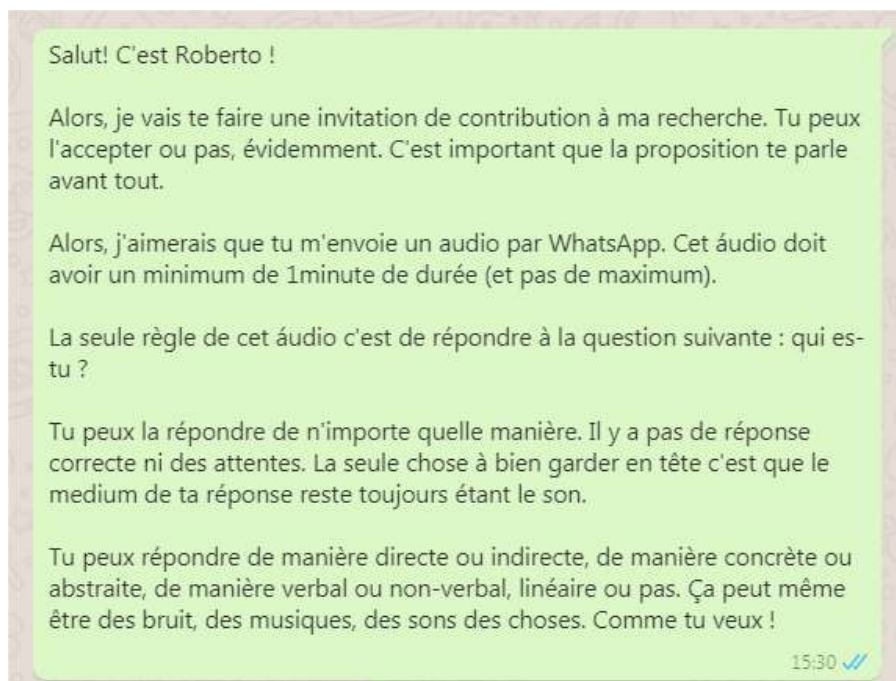 Salut! C'est Roberto !
Alors, je vais te faire une invitation de contribution à ma recherche. Tu peux
l'accepter ou pas, évidemment. C'est important que la proposition te parle
avant tout.
Alors, j'aimerais que tu m'envoie un audio par WhatsApp. Cet áudio doit
avoir un minimum de 1minute de durée (et pas de maximum).
La seule règle de cet áudio c'est de répondre à la question suivante : qui es-
tu ?
Tu peux la répondre de n'importe quelle manière. Il y a pas de réponse
correcte ni des attentes. La seule chose à bien garder en tête c'est que le
medium de ta réponse reste toujours étant le son.
Tu peux répondre de manière directe ou indirecte, de manière concrète ou
abstraite, de manière verbal ou non-verbal, linéaire ou pas. Ça peut même
être des bruit, des musiques, des sons des choses. Comme tu veux !
15:30